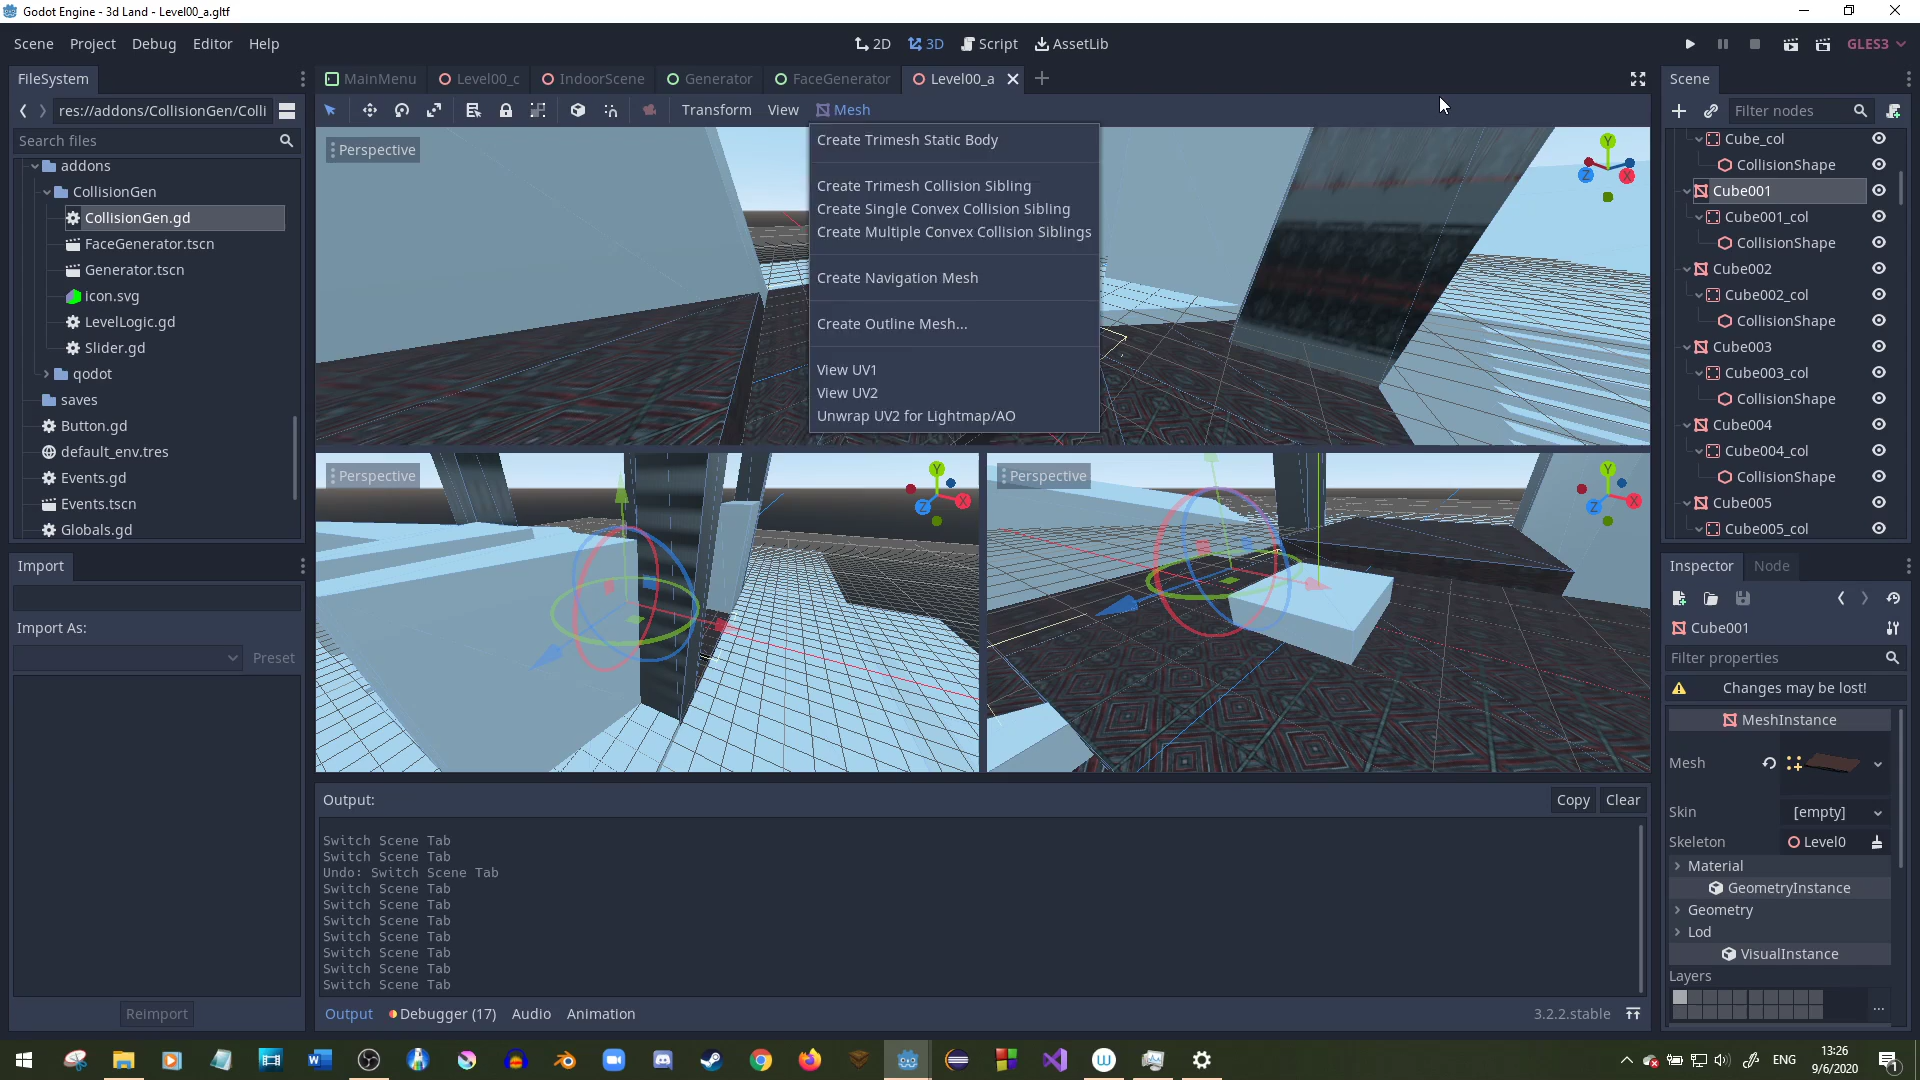 Godot Engine - 3d Land - Level00_a.gltf
Scene Project Debug Editor Help
2D 3D Script AssetLib
GLES3
FileSystem
MainMenu Level00_c IndoorScene Generator FaceGenerator Level00_a
Scene
res://addons/CollisionGen/Colli
Transform View Mesh
Filter nodes
Search files
addons
CollisionGen
CollisionGen.gd
FaceGenerator.tscn
Generator.tscn
icon.svg
LevelLogic.gd
Slider.gd
qodot
saves
Button.gd
default_env.tres
Events.gd
Events.tscn
Globals.gd
Import
Import As:
Preset
Reimport
Perspective
Create Trimesh Static Body
Create Trimesh Collision Sibling
Create Single Convex Collision Sibling
Create Multiple Convex Collision Siblings
Create Navigation Mesh
Create Outline Mesh...
View UV1
View UV2
Unwrap UV2 for Lightmap/AO
Y
Z X
Perspective
Y
Z X
Perspective
Y
Z X
Output:
Copy Clear
Switch Scene Tab
Switch Scene Tab
Undo: Switch Scene Tab
Switch Scene Tab
Switch Scene Tab
Switch Scene Tab
Switch Scene Tab
Switch Scene Tab
Switch Scene Tab
Switch Scene Tab
Output Debugger (17) Audio Animation
3.2.2.stable
Cube_col
CollisionShape
Cube001
Cube001_col
CollisionShape
Cube002
Cube002_col
CollisionShape
Cube003
Cube003_col
CollisionShape
Cube004
Cube004_col
CollisionShape
Cube005
Cube005_col
Inspector Node
Cube001
Filter properties
Changes may be lost!
MeshInstance
Mesh
Skin [empty]
Skeleton Level0
Material
GeometryInstance
Geometry
Lod
VisualInstance
Layers
...
ENG
13:26
9/6/2020
1